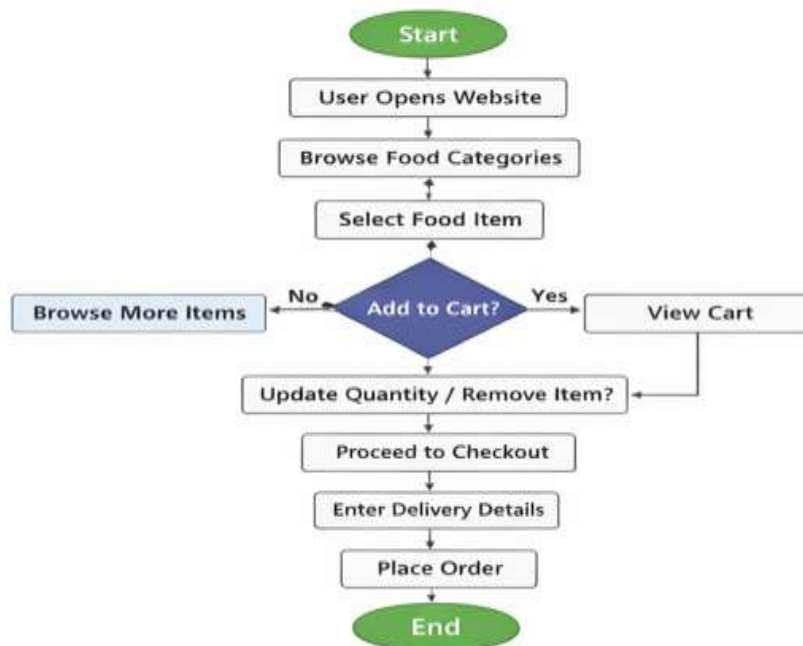 Start
User Opens Website
Browse Food Categories
Select Food Item
Add to Cart?
No
Yes
Browse More Items
View Cart
Update Quantity / Remove Item?
Proceed to Checkout
Enter Delivery Details
Place Order
End